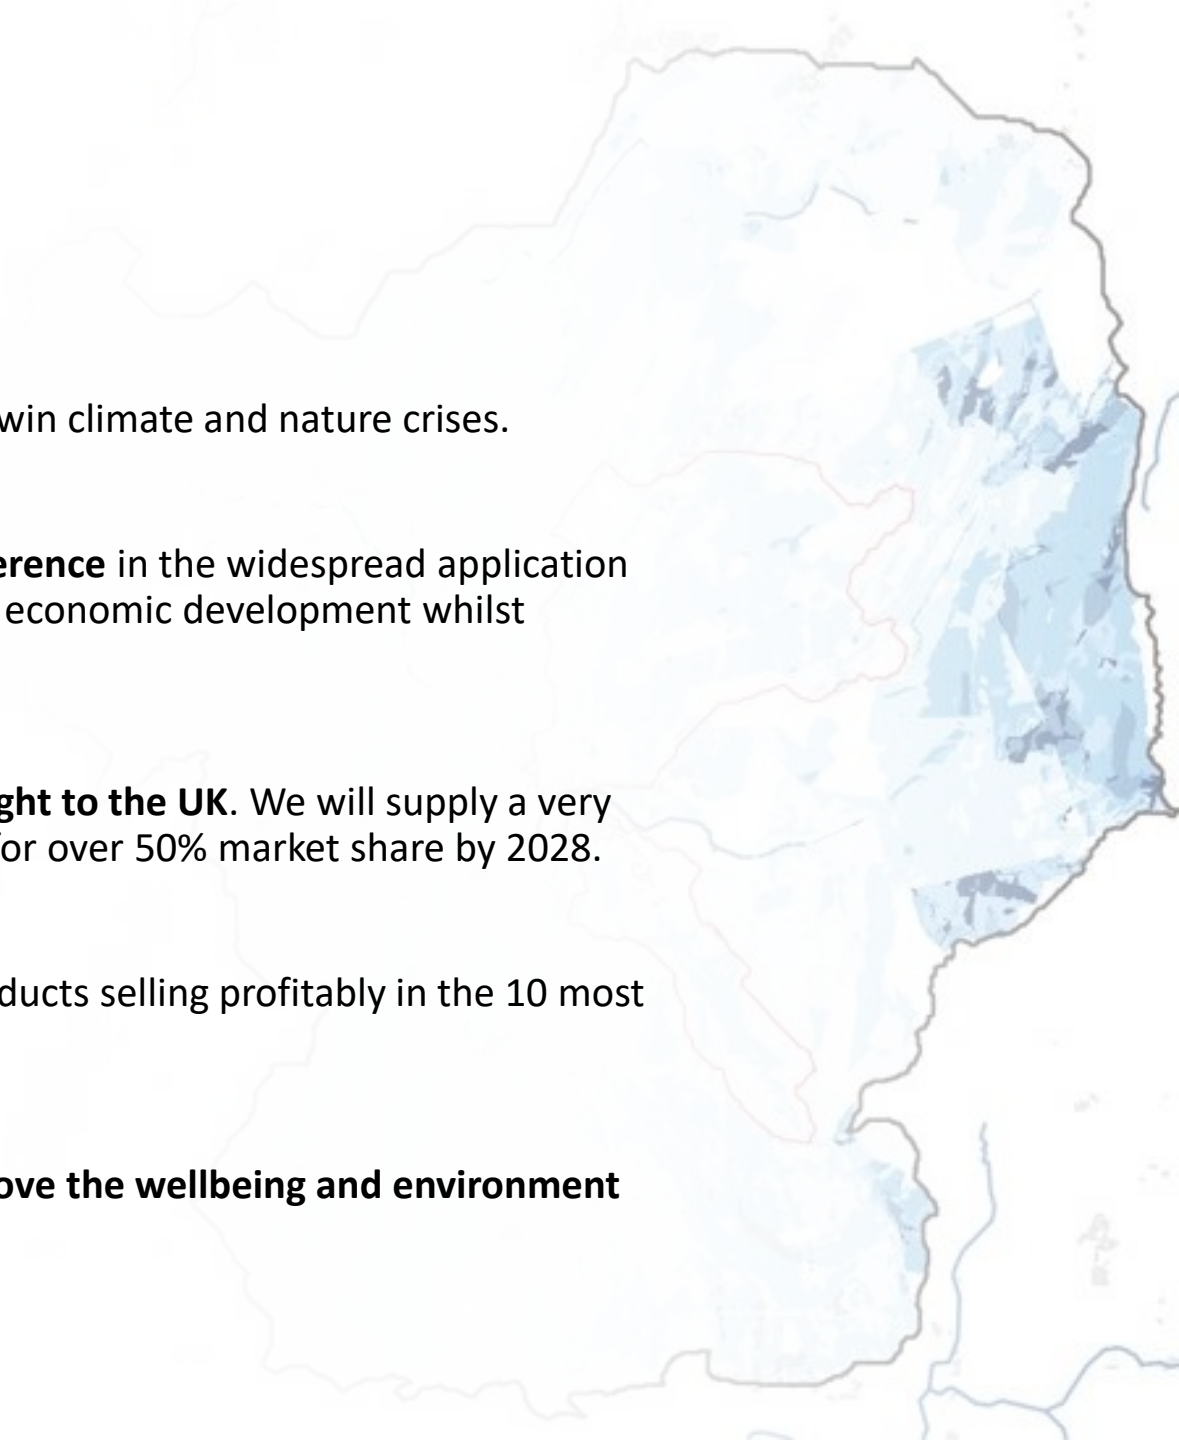 win climate and nature crises.
erence in the widespread application
economic development whilst
ght to the UK. We will supply a very
or over 50% market share by 2028.
ducts selling profitably in the 10 most
ove the wellbeing and environment